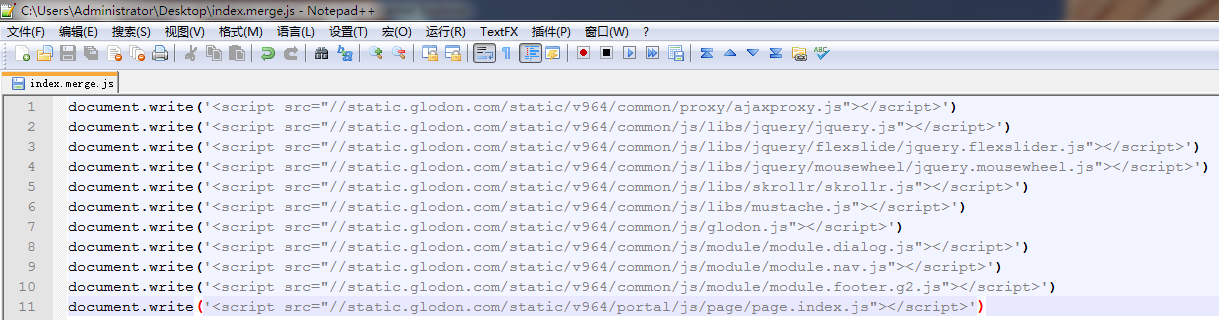 C:\Users\Administrator\Desktop\index.merge.js - Notepad++
文件(F) 编辑(E) 搜索(S) 视图(V) 格式(M) 语言(L) 设置(T) 宏(O) 运行(R) TextFX 插件(P) 窗口(W) ?
index.merge.js
1 document.write('<script src="//static.glodon.com/static/v964/common/proxy/ajaxproxy.js"></script>')
2 document.write('<script src="//static.glodon.com/static/v964/common/js/libs/jquery/jquery.js"></script>')
3 document.write('<script src="//static.glodon.com/static/v964/common/js/libs/jquery/flexslide/jquery.flexslider.js"></script>')
4 document.write('<script src="//static.glodon.com/static/v964/common/js/libs/jquery/mousewheel/jquery.mousewheel.js"></script>')
5 document.write('<script src="//static.glodon.com/static/v964/common/js/libs/skrollr/skrollr.js"></script>')
6 document.write('<script src="//static.glodon.com/static/v964/common/js/libs/mustache.js"></script>')
7 document.write('<script src="//static.glodon.com/static/v964/common/js/glodon.js"></script>')
8 document.write('<script src="//static.glodon.com/static/v964/common/js/module/module.dialog.js"></script>')
9 document.write('<script src="//static.glodon.com/static/v964/common/js/module/module.nav.js"></script>')
10 document.write('<script src="//static.glodon.com/static/v964/common/js/module/module.footer.g2.js"></script>')
11 document.write('<script src="//static.glodon.com/static/v964/portal/js/page/page.index.js"></script>')